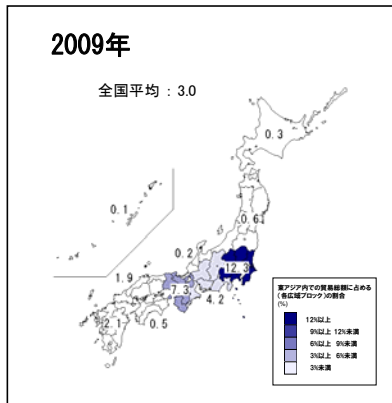 2009年
全国平均 : 3.0
0.3
0.1
0.6
0.2
12.3
1.9
7.3
4.2
2.1
0.5
東アジア内での貿易総額に占める
(各広域ブロック)の割合
(%)
12%以上
9%以上 12%未満
6%以上 9%未満
3%以上 6%未満
3%未満